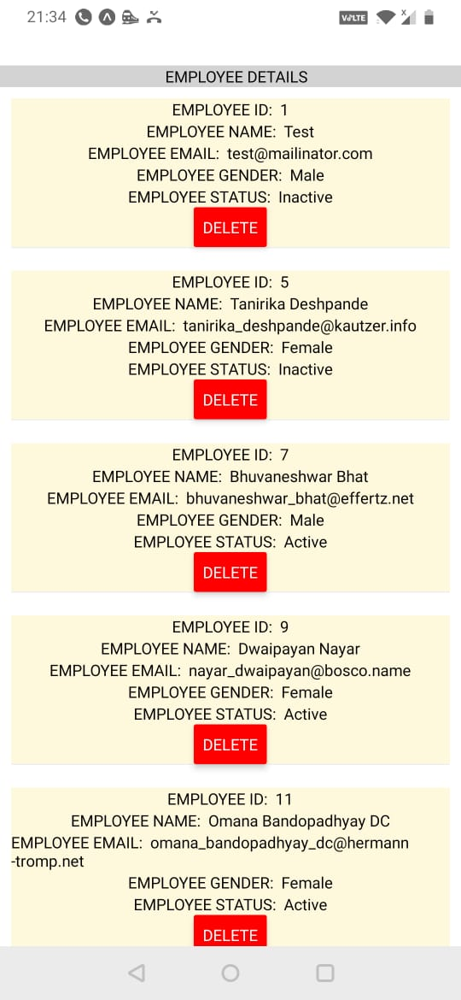 21:34
VoLTE
X
EMPLOYEE DETAILS
EMPLOYEE ID: 1
EMPLOYEE NAME: Test
EMPLOYEE EMAIL: test@mailinator.com
EMPLOYEE GENDER: Male
EMPLOYEE STATUS: Inactive
DELETE
EMPLOYEE ID: 5
EMPLOYEE NAME: Tanirika Deshpande
EMPLOYEE EMAIL: tanirika_deshpande@kautzer.info
EMPLOYEE GENDER: Female
EMPLOYEE STATUS: Inactive
DELETE
EMPLOYEE ID: 7
EMPLOYEE NAME: Bhuvaneshwar Bhat
EMPLOYEE EMAIL: bhuvaneshwar_bhat@effertz.net
EMPLOYEE GENDER: Male
EMPLOYEE STATUS: Active
DELETE
EMPLOYEE ID: 9
EMPLOYEE NAME: Dwaipayan Nayar
EMPLOYEE EMAIL: nayar_dwaipayan@bosco.name
EMPLOYEE GENDER: Female
EMPLOYEE STATUS: Active
DELETE
EMPLOYEE ID: 11
EMPLOYEE NAME: Omana Bandopadhyay DC
EMPLOYEE EMAIL: omana_bandopadhyay_dc@hermann
-tromp.net
EMPLOYEE GENDER: Female
EMPLOYEE STATUS: Active
DELETE